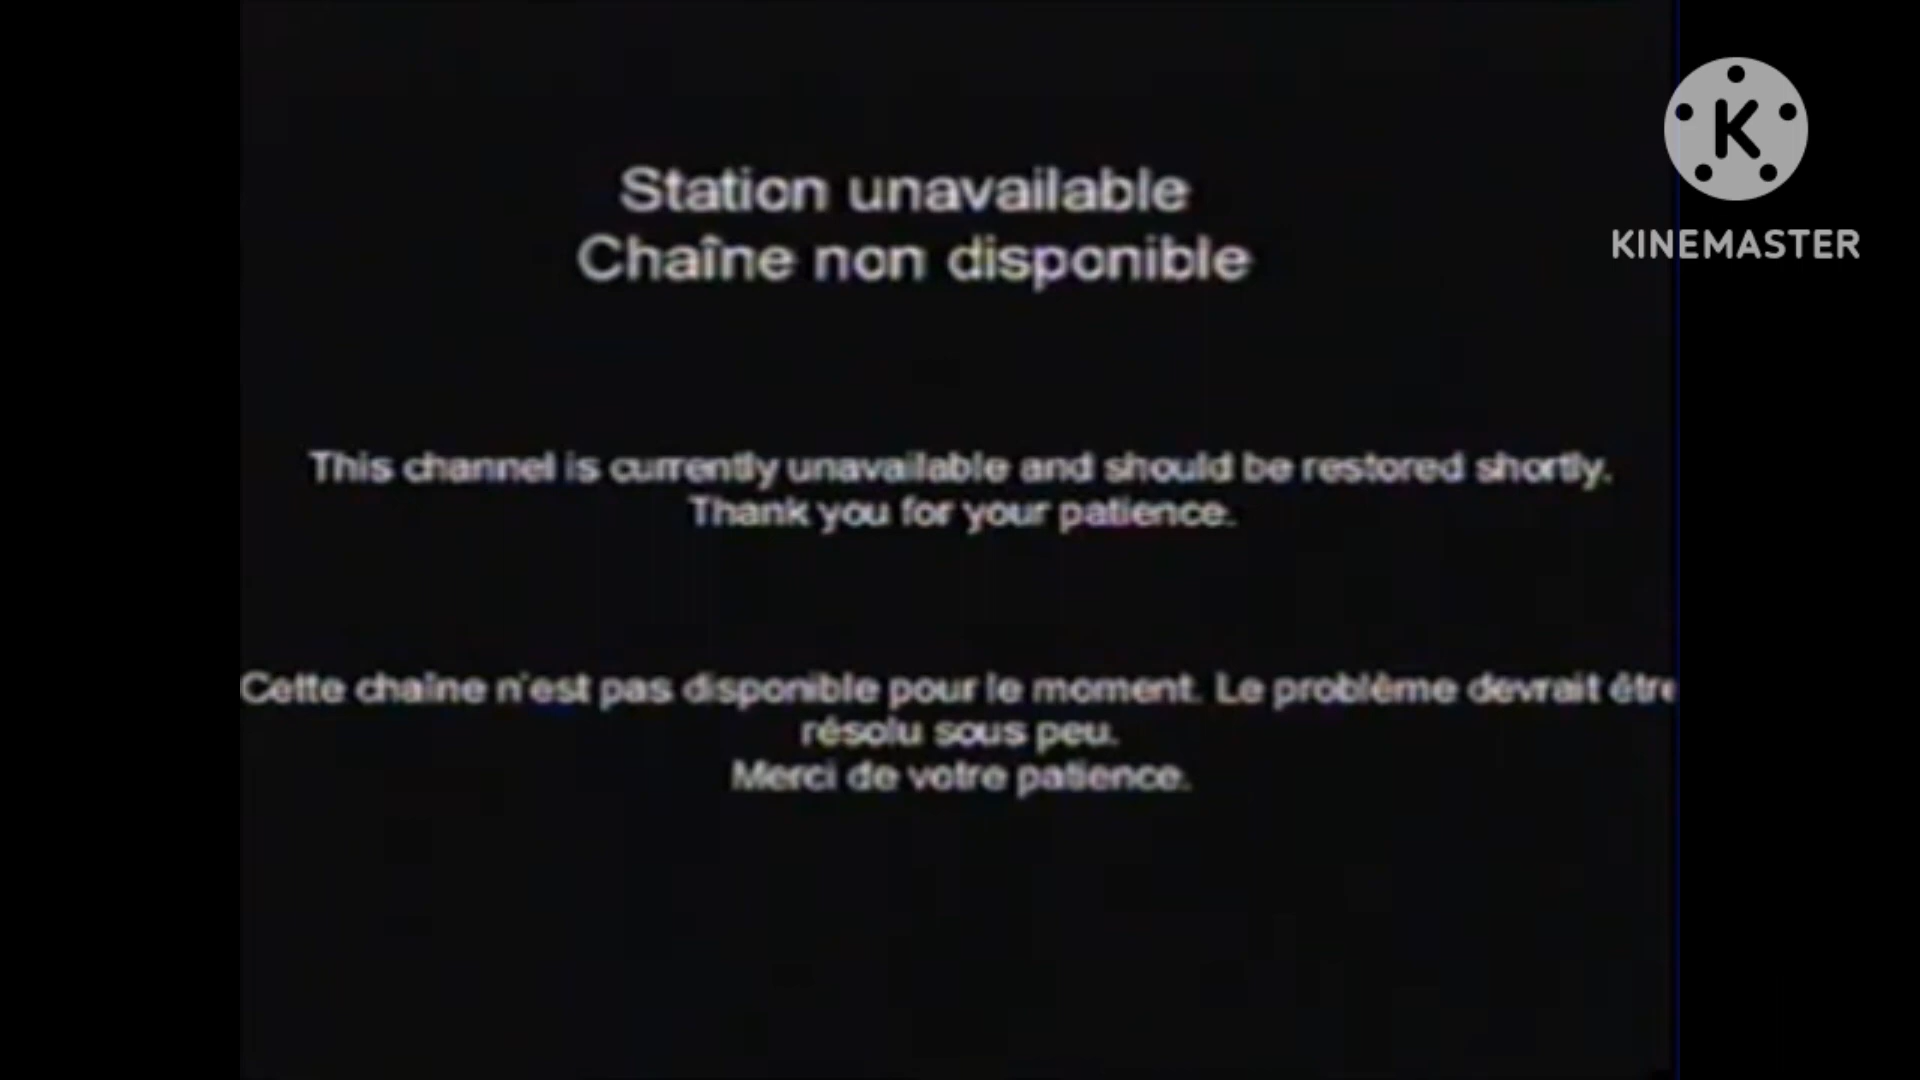 Station unavailable
Chaîne non disponible
K
KINEMASTER
This channel is currently unavailable and should be restored shortly.
Thank you for your patience.
Cette chaîne n'est pas disponible pour le moment. Le problème devrait être
résolu sous peu.
Merci de votre patience.